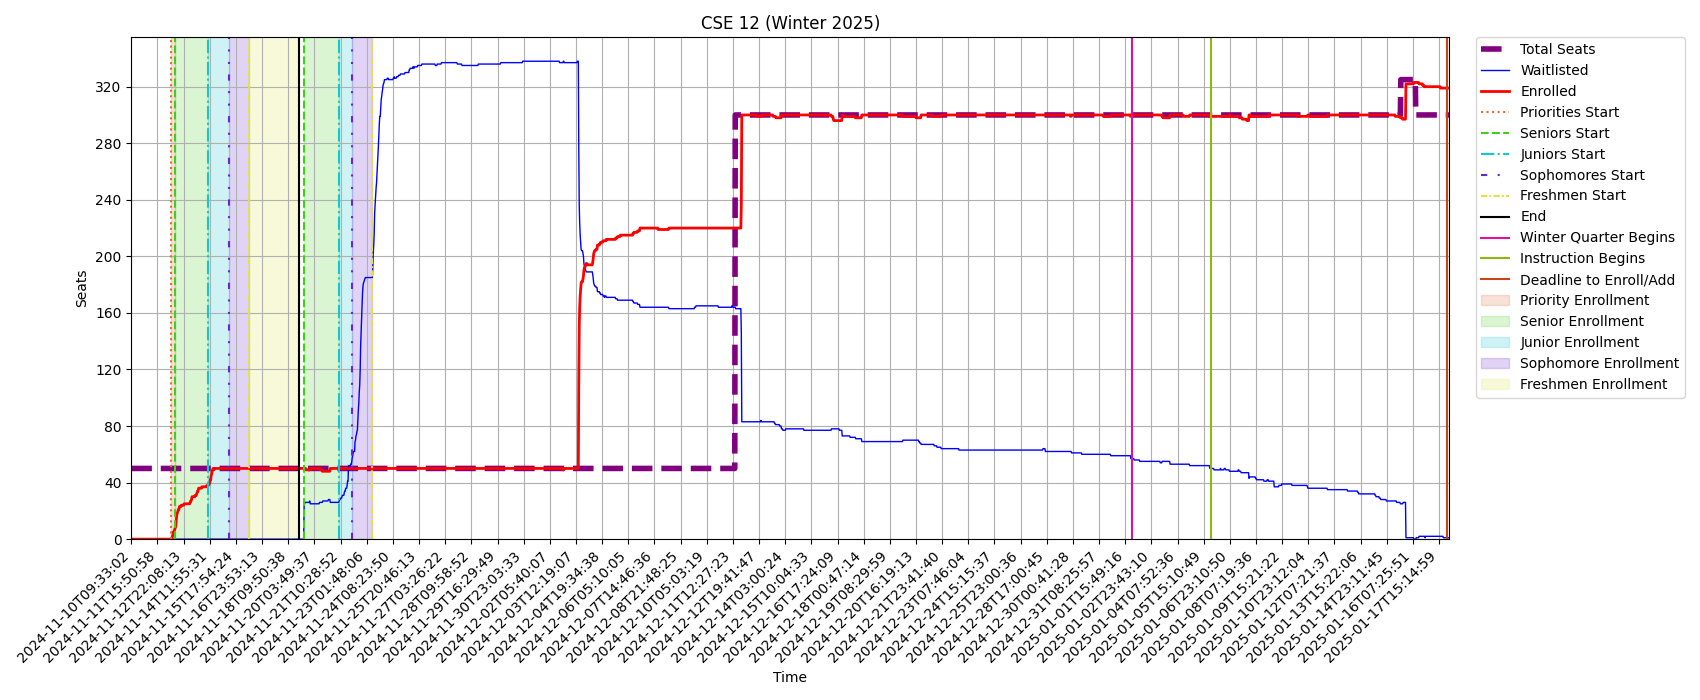 CSE 12 (Winter 2025)
Seats
320
280
240
200
160
120
80
40
0
2024-11-10T09:33:02
2024-11-11T15:50:58
2024-11-12T22:08:13
2024-11-14T11:55:31
2024-11-15T17:54:24
2024-11-16T23:53:13
2024-11-18T09:50:38
2024-11-20T03:49:37
2024-11-21T10:28:52
2024-11-23T01:48:06
2024-11-24T08:23:50
2024-11-25T20:46:13
2024-11-27T03:26:22
2024-11-28T09:58:52
2024-11-29T16:29:49
2024-11-30T23:03:33
2024-12-02T05:40:07
2024-12-03T12:19:07
2024-12-04T19:34:38
2024-12-06T05:10:05
2024-12-07T14:46:36
2024-12-08T21:48:25
2024-12-10T05:03:19
2024-12-11T12:27:23
2024-12-12T19:41:47
2024-12-14T03:00:24
2024-12-15T10:04:33
2024-12-16T17:24:09
2024-12-18T00:47:14
2024-12-19T08:29:59
2024-12-20T16:19:13
2024-12-21T23:41:40
2024-12-23T07:46:04
2024-12-24T15:15:37
2024-12-25T23:00:36
2024-12-28T17:00:45
2024-12-30T00:41:28
2024-12-31T08:25:57
2025-01-01T15:49:16
2025-01-02T23:43:10
2025-01-04T07:52:36
2025-01-05T15:10:49
2025-01-06T23:10:50
2025-01-08T07:19:36
2025-01-09T15:21:22
2025-01-10T23:12:04
2025-01-12T07:21:37
2025-01-13T15:22:06
2025-01-14T23:11:45
2025-01-16T07:25:51
2025-01-17T15:14:59
Time
Total Seats
Waitlisted
Enrolled
Priorities Start
Seniors Start
Juniors Start
Sophomores Start
Freshmen Start
End
Winter Quarter Begins
Instruction Begins
Deadline to Enroll/Add
Priority Enrollment
Senior Enrollment
Junior Enrollment
Sophomore Enrollment
Freshmen Enrollment